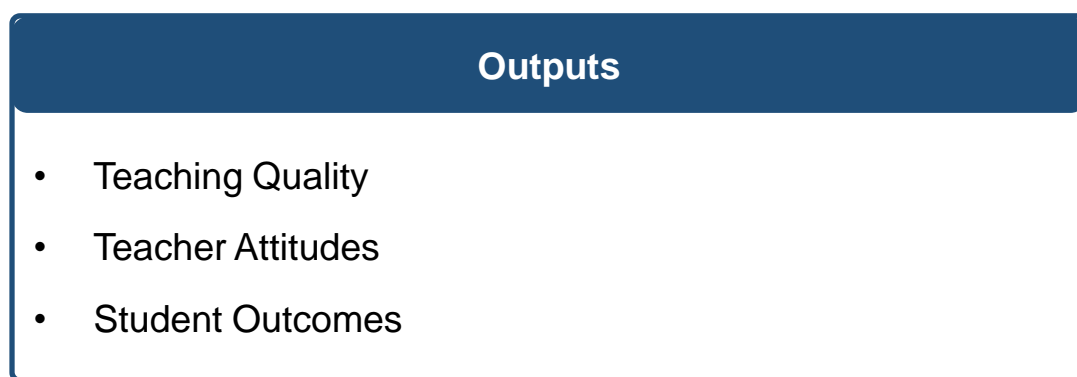 Outputs
• Teaching Quality
• Teacher Attitudes
• Student Outcomes